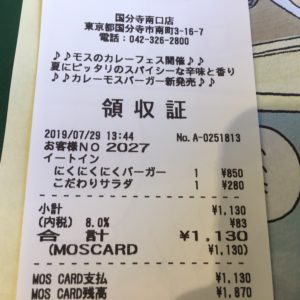 国分寺南口店
東京都国分寺市南町3-16-7
電話：042-326-2800
♪♪モスのカレーフェス開催♪♪
夏にピッタリのスパイシーな辛味と香り
♪♪カレーモスバーガー新発売♪♪
領収証
2019/07/29 13:44 No.A-0251813
お客様NO 2027
イートイン
にくにくにくバーガー 1 ¥850
こだわりサラダ 1 ¥280
小計 ¥1,130
(内税) 8.0% ¥83
合計 ¥1,130
(MOSCARD ¥1,130)
MOS CARD支払 ¥1,130
MOS CARD残高 ¥1,870